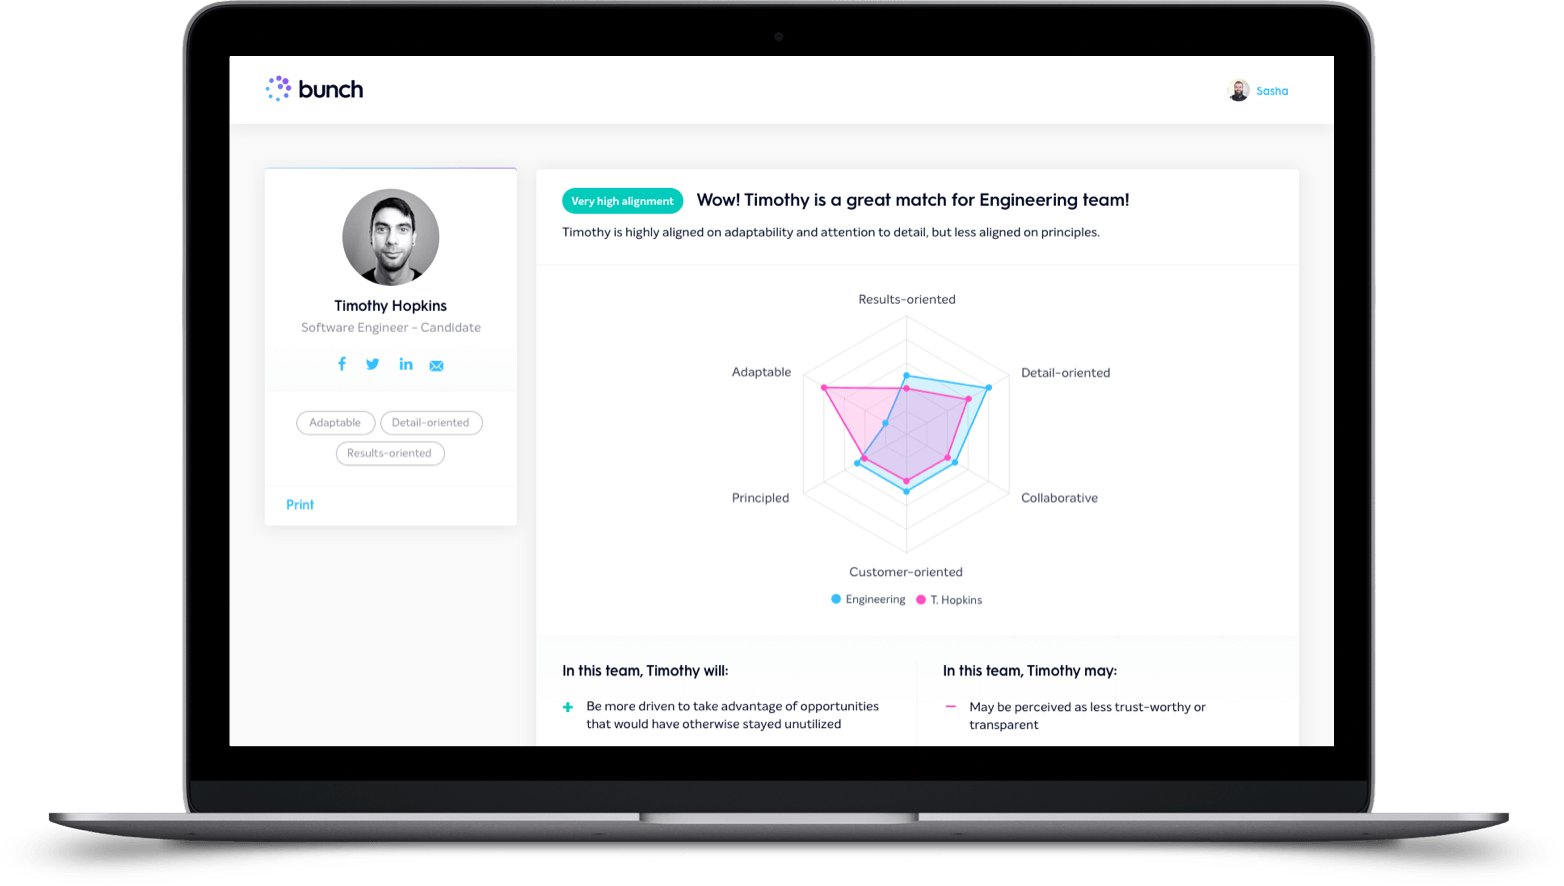 bunch
Sasha
Timothy Hopkins
Software Engineer - Candidate
Adaptable
Detail-oriented
Results-oriented
Print
Very high alignment
Wow! Timothy is a great match for Engineering team!
Timothy is highly aligned on adaptability and attention to detail, but less aligned on principles.
Results-oriented
Adaptable
Detail-oriented
Principled
Collaborative
Customer-oriented
Engineering
T. Hopkins
In this team, Timothy will:
Be more driven to take advantage of opportunities
that would have otherwise stayed unutilized
In this team, Timothy may:
May be perceived as less trust-worthy or
transparent